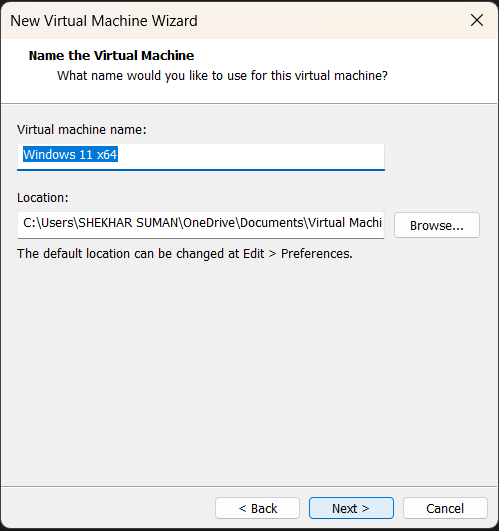 New Virtual Machine Wizard
Name the Virtual Machine
What name would you like to use for this virtual machine?
Virtual machine name:
Windows 11 x64
Location:
C:\Users\SHEKHAR SUMAN\OneDrive\Documents\Virtual Machi
Browse...
The default location can be changed at Edit > Preferences.
< Back
Next >
Cancel